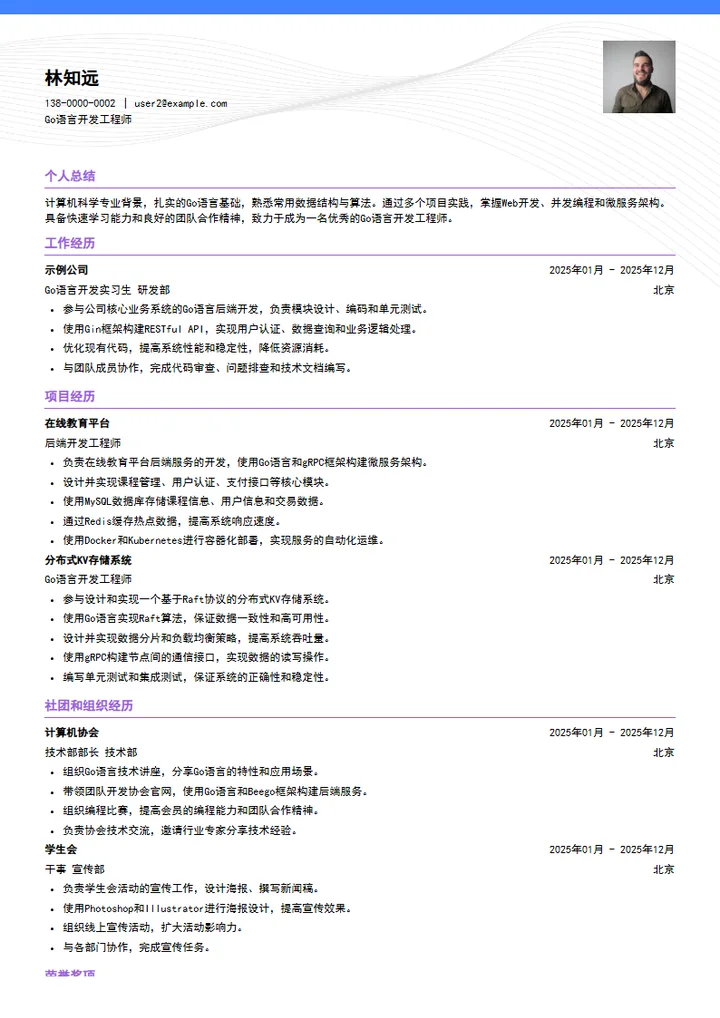 林知远
138-0000-0002 | user2@example.com
Go语言开发工程师
个人总结
计算机科学专业背景，扎实的Go语言基础，熟悉常用数据结构与算法。通过多个项目实践，掌握Web开发、并发编程和微服务架构。
具备快速学习能力和良好的团队合作精神，致力于成为一名优秀的Go语言开发工程师。
工作经历
示例公司 2025年01月 - 2025年12月
Go语言开发实习生 研发部 北京
• 参与公司核心业务系统的Go语言后端开发，负责模块设计、编码和单元测试。
• 使用Gin框架构建RESTful API，实现用户认证、数据查询和业务逻辑处理。
• 优化现有代码，提高系统性能和稳定性，降低资源消耗。
• 与团队成员协作，完成代码审查、问题排查和技术文档编写。
项目经历
在线教育平台 2025年01月 - 2025年12月
后端开发工程师 北京
• 负责在线教育平台后端服务的开发，使用Go语言和gRPC框架构建微服务架构。
• 设计并实现课程管理、用户认证、支付接口等核心模块。
• 使用MySQL数据库存储课程信息、用户信息和交易数据。
• 通过Redis缓存热点数据，提高系统响应速度。
• 使用Docker和Kubernetes进行容器化部署，实现服务的自动化运维。
分布式KV存储系统 2025年01月 - 2025年12月
Go语言开发工程师 北京
• 参与设计和实现一个基于Raft协议的分布式KV存储系统。
• 使用Go语言实现Raft算法，保证数据一致性和高可用性。
• 设计并实现数据分片和负载均衡策略，提高系统吞吐量。
• 使用gRPC构建节点间的通信接口，实现数据的读写操作。
• 编写单元测试和集成测试，保证系统的正确性和稳定性。
社团和组织经历
计算机协会 2025年01月 - 2025年12月
技术部部长 技术部 北京
• 组织Go语言技术讲座，分享Go语言的特性和应用场景。
• 带领团队开发协会官网，使用Go语言和Beego框架构建后端服务。
• 组织编程比赛，提高会员的编程能力和团队合作精神。
• 负责协会技术交流，邀请行业专家分享技术经验。
学生会 2025年01月 - 2025年12月
干事 宣传部 北京
• 负责学生会活动的宣传工作，设计海报、撰写新闻稿。
• 使用Photoshop和Illustrator进行海报设计，提高宣传效果。
• 组织线上宣传活动，扩大活动影响力。
• 与各部门协作，完成宣传任务。
荣誉奖项